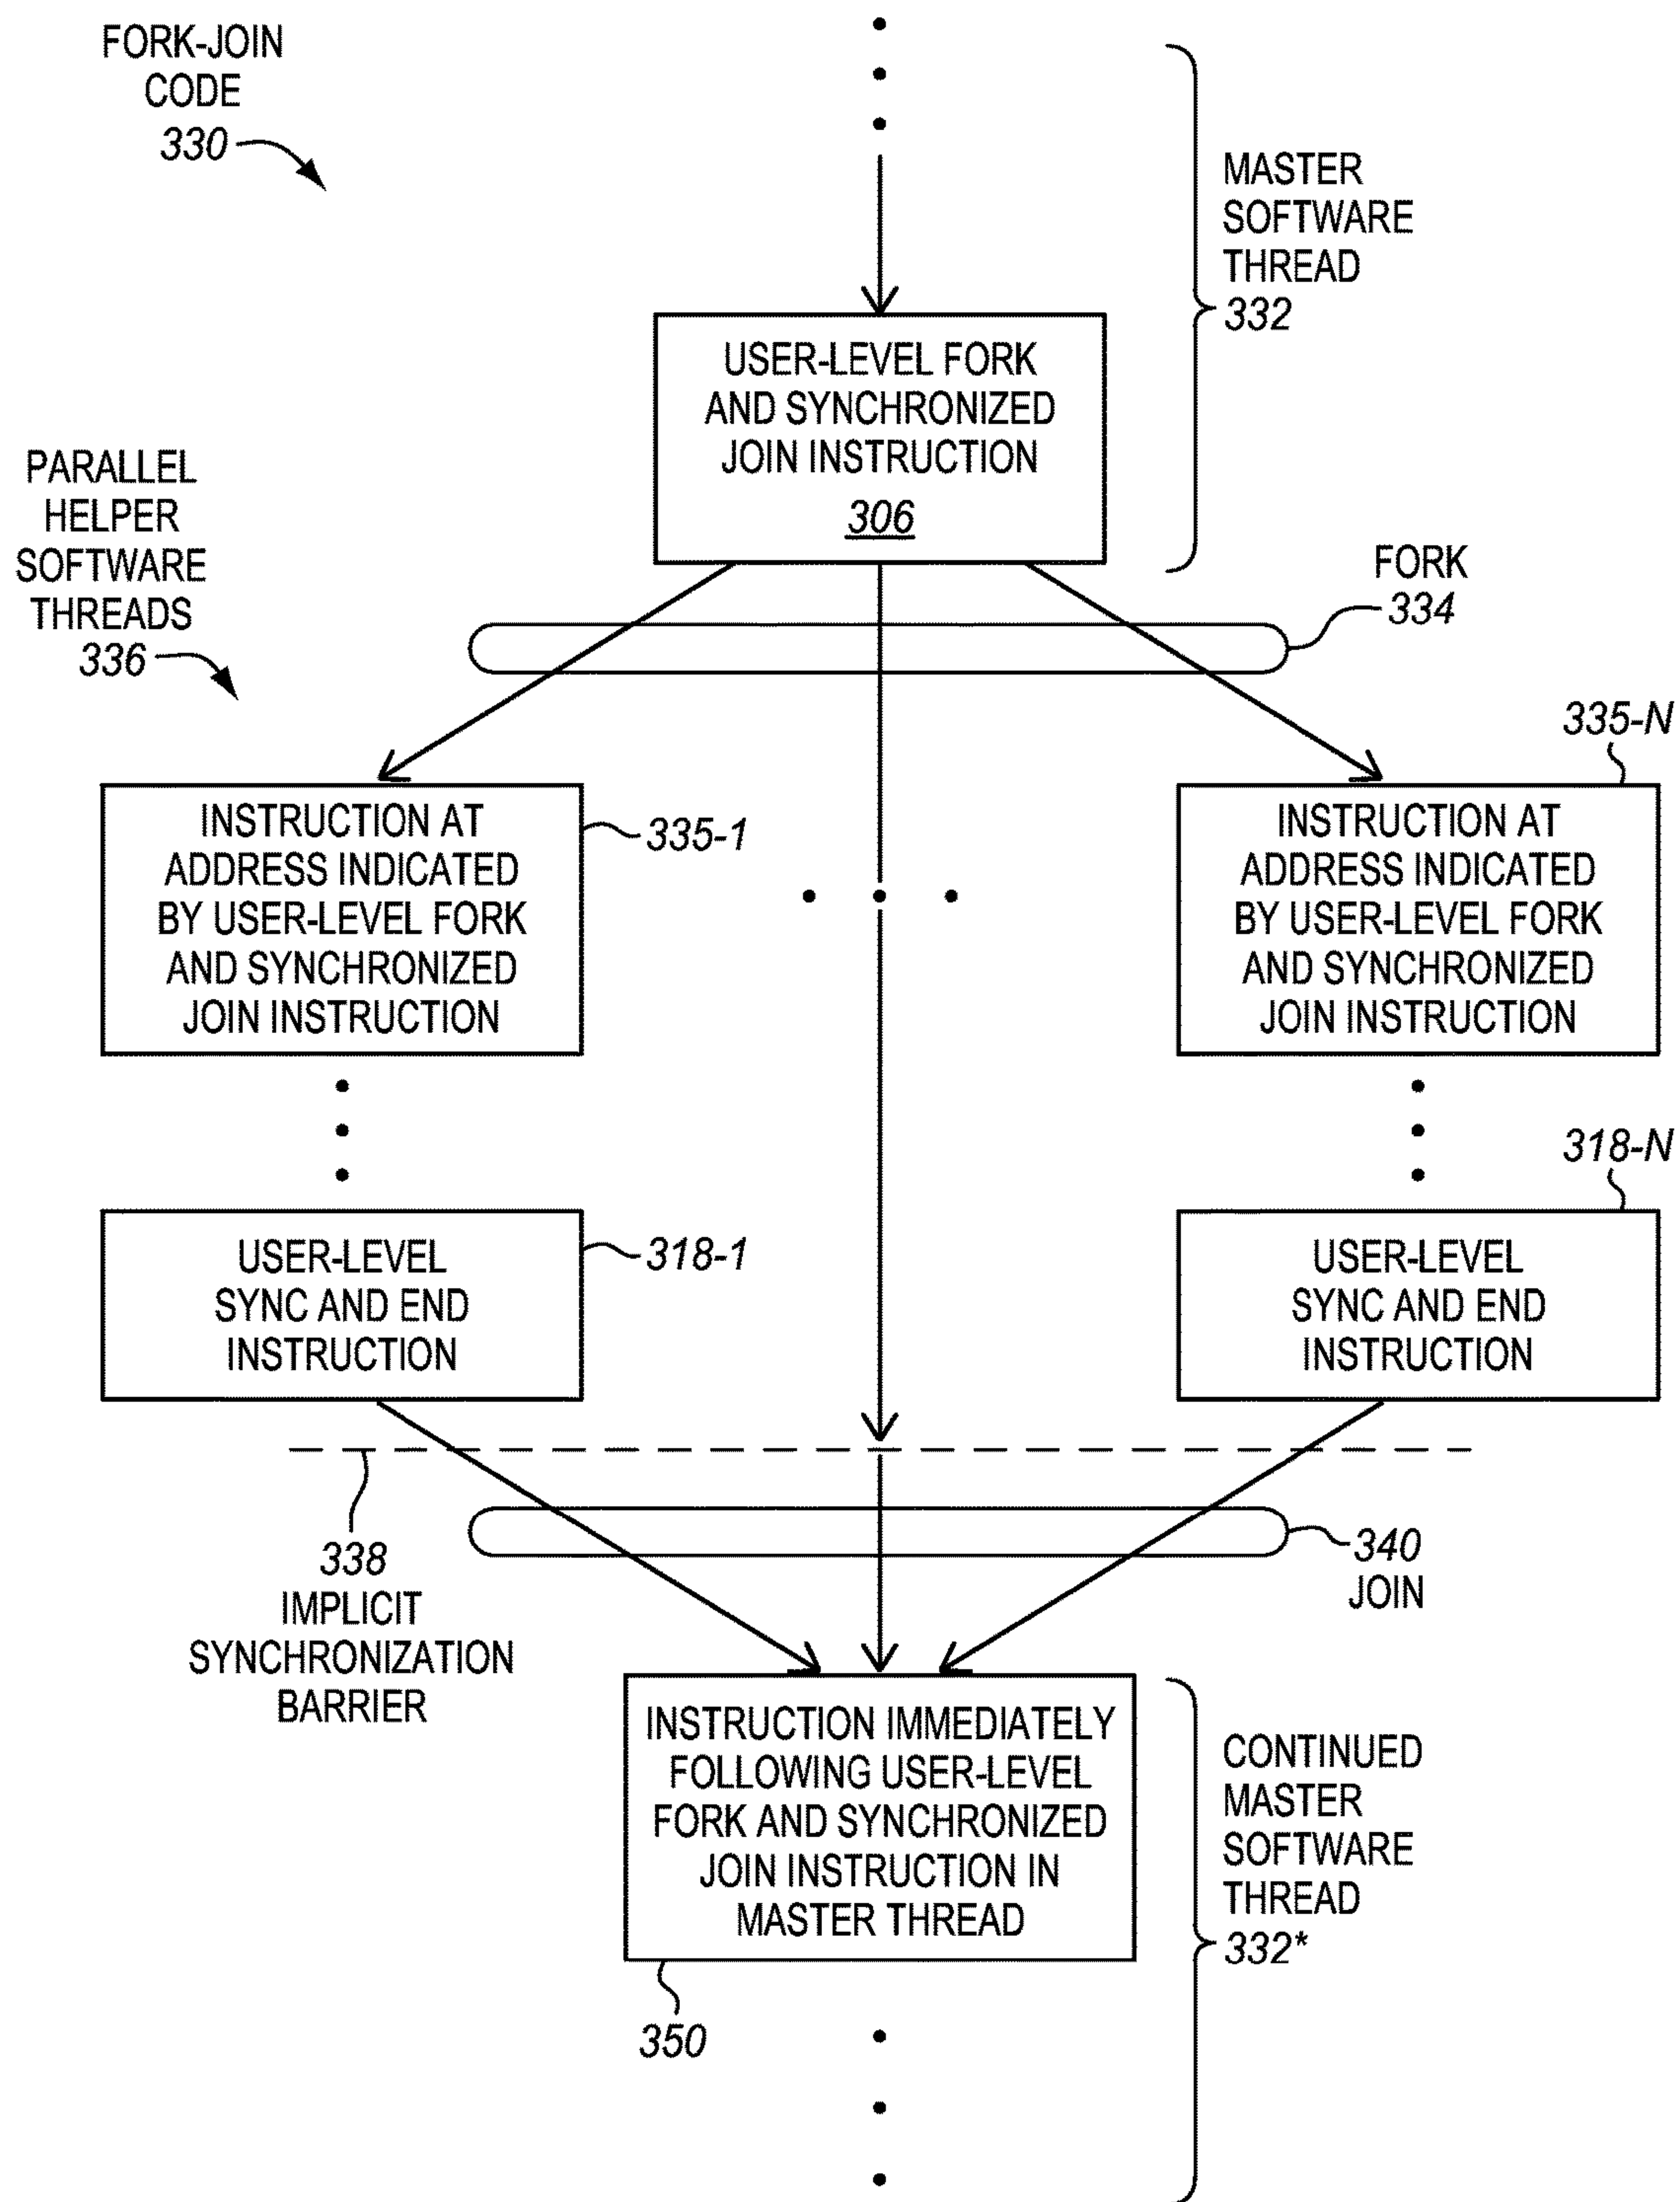 FORK-JOIN
CODE
330
MASTER
SOFTWARE
THREAD
332
USER-LEVEL FORK
AND SYNCHRONIZED
JOIN INSTRUCTION
306
PARALLEL
HELPER
SOFTWARE
THREADS
336
FORK
334
335-N
INSTRUCTION AT
ADDRESS INDICATED
BY USER-LEVEL FORK
AND SYNCHRONIZED
JOIN INSTRUCTION
335-1
INSTRUCTION AT
ADDRESS INDICATED
BY USER-LEVEL FORK
AND SYNCHRONIZED
JOIN INSTRUCTION
318-N
USER-LEVEL
SYNC AND END
INSTRUCTION
318-1
USER-LEVEL
SYNC AND END
INSTRUCTION
338
IMPLICIT
SYNCHRONIZATION
BARRIER
340
JOIN
INSTRUCTION IMMEDIATELY
FOLLOWING USER-LEVEL
FORK AND SYNCHRONIZED
JOIN INSTRUCTION IN
MASTER THREAD
350
CONTINUED
MASTER
SOFTWARE
THREAD
332*